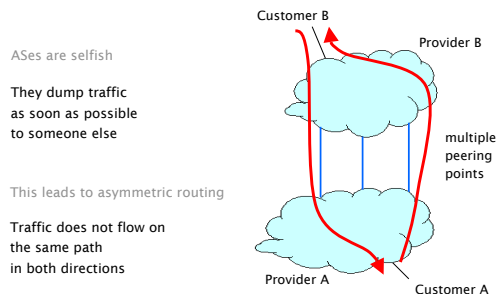 ASes are selfish
They dump traffic
as soon as possible
to someone else
This leads to asymmetric routing
Traffic does not flow on
the same path
in both directions
Customer B
Provider B
multiple
peering
points
Provider A
Customer A